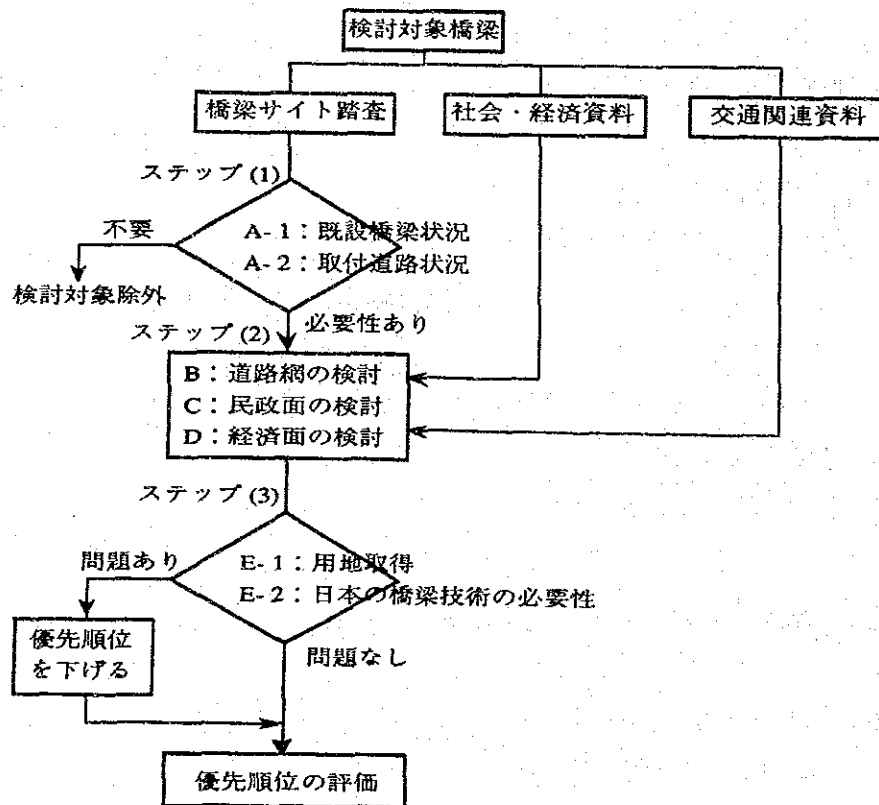 検討対象橋梁
橋梁サイト踏査
社会・経済資料
交通関連資料
ステップ(1)
不要
A-1：既設橋梁状況
A-2：取付道路状況
検討対象除外
必要性あり
ステップ(2)
B：道路網の検討
C：民政面の検討
D：経済面の検討
ステップ(3)
問題あり
E-1：用地取得
E-2：日本の橋梁技術の必要性
優先順位
を下げる
問題なし
優先順位の評価